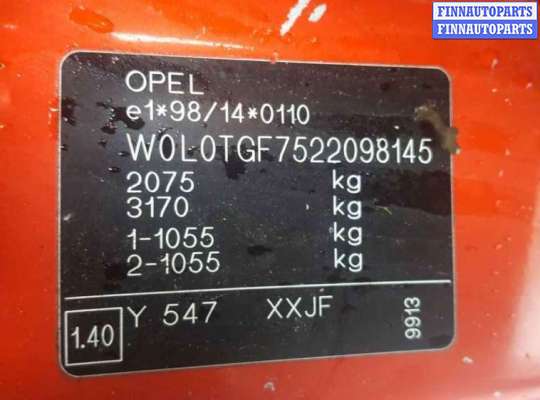 FINNAUTOPARTS
FINNAUTOPARTS
OPEL
e1*98/14*0110
W0L0TGF7522098145
2075 kg
3170 kg
1-1055 kg
2-1055 kg
1.40 Y 547 XXJF 9913